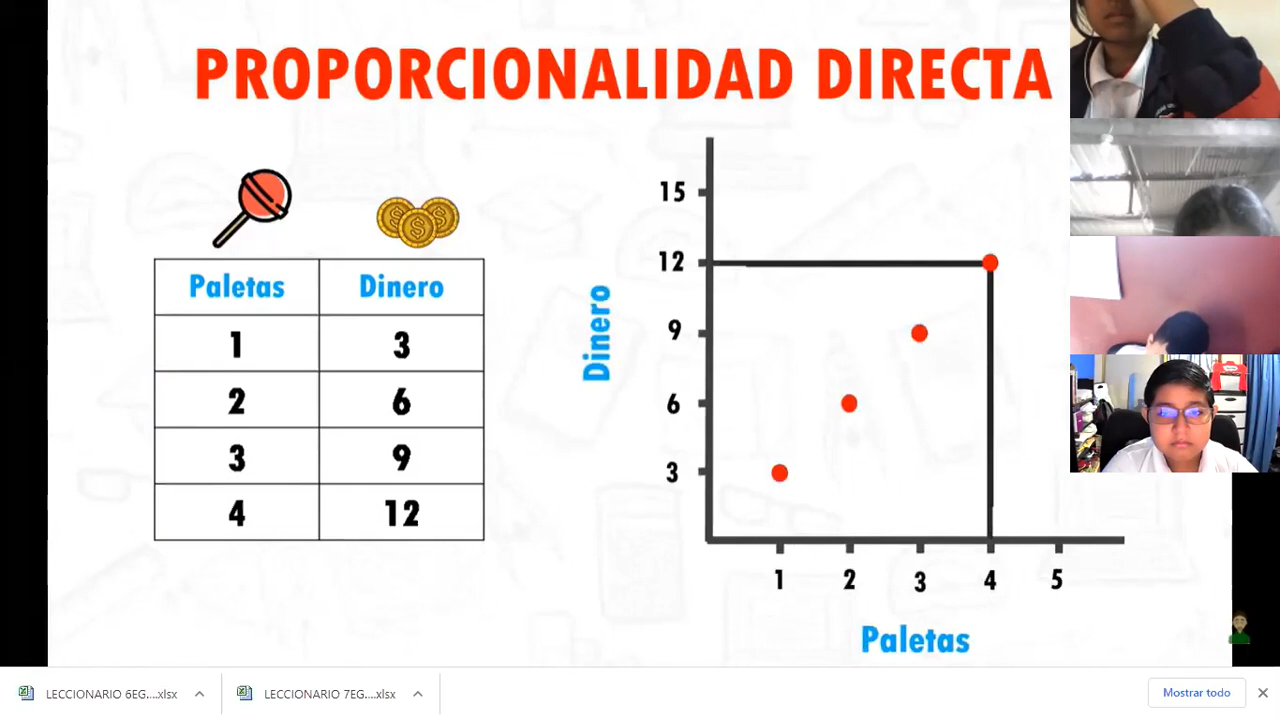 PROPORCIONALIDAD DIRECTA
Paletas Dinero
1 3
2 6
3 9
4 12
Dinero
15
12
9
6
3
1 2 3 4 5
Paletas
LECCIONARIO 6EG....xlsx
LECCIONARIO 7EG....xlsx
Mostrar todo